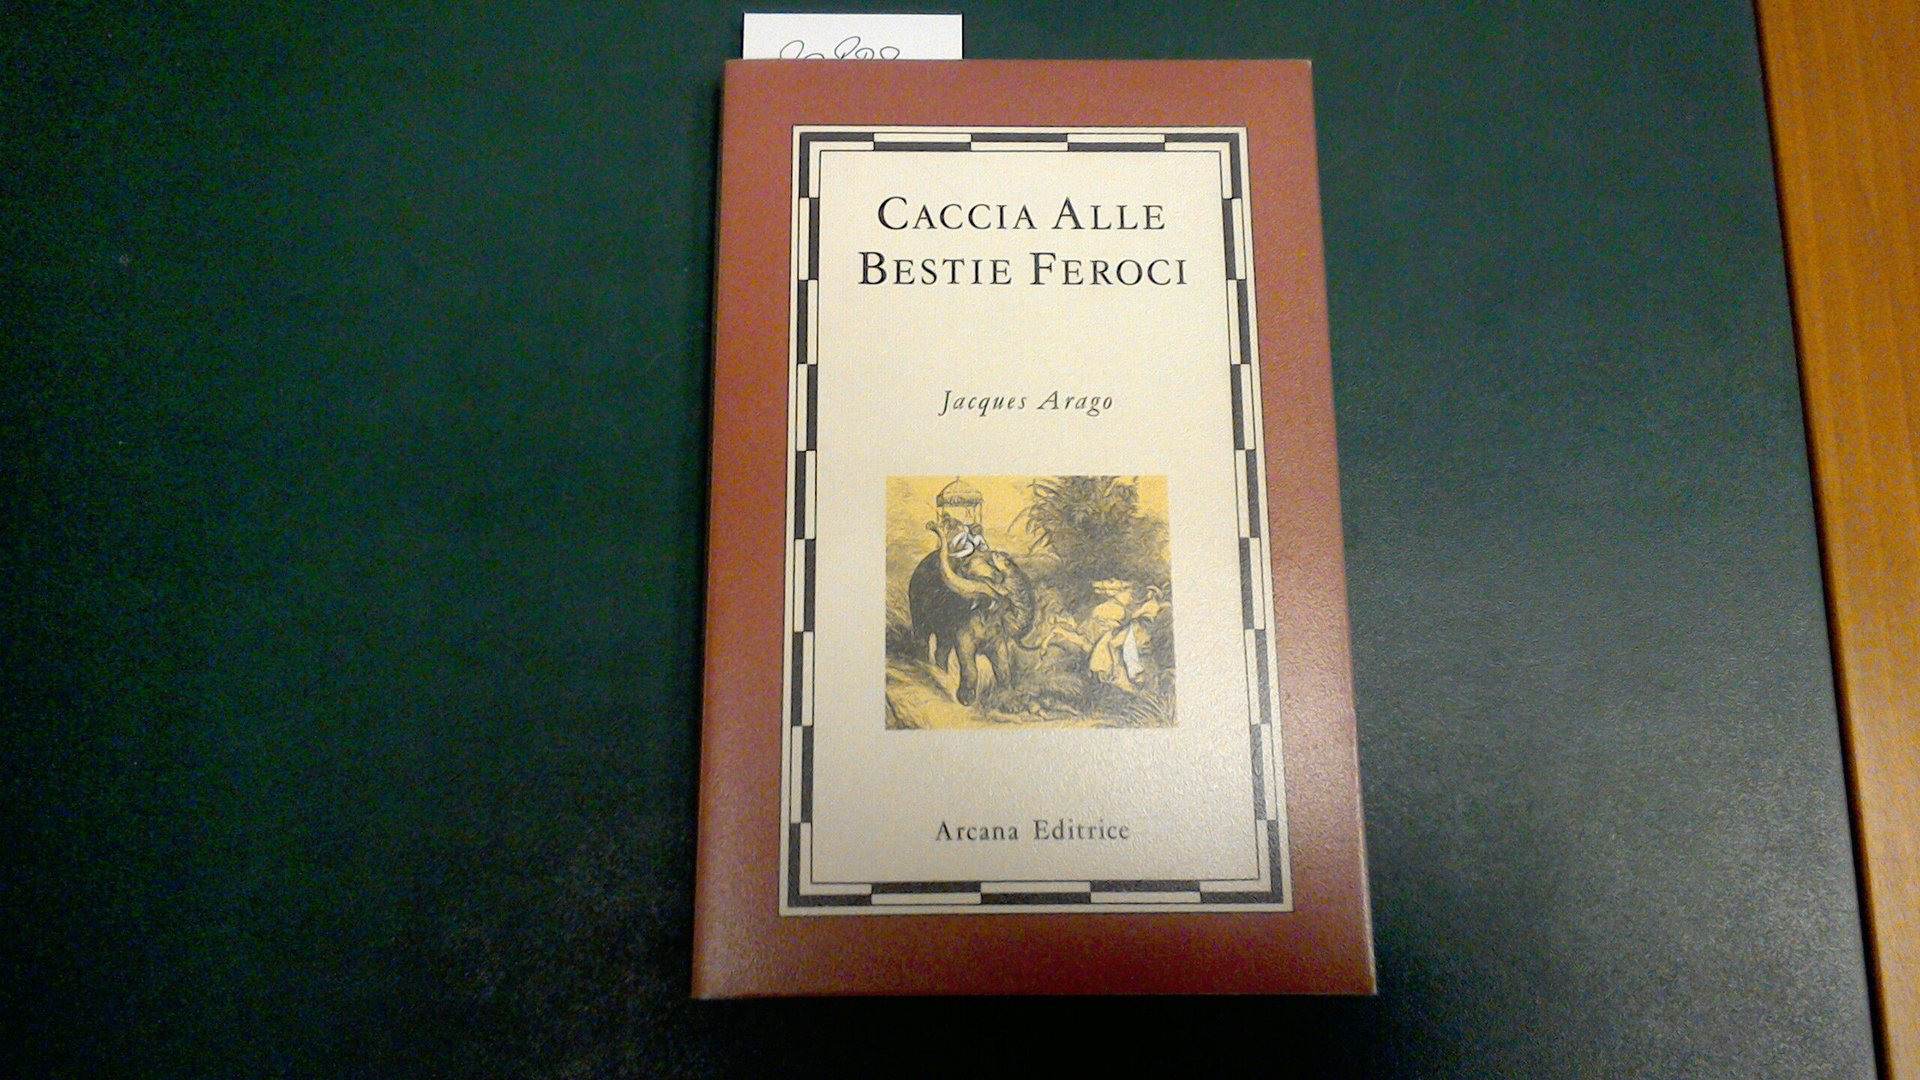 CACCIA ALLE
BESTIE FEROCI
Jacques Arago
Arcana Editrice